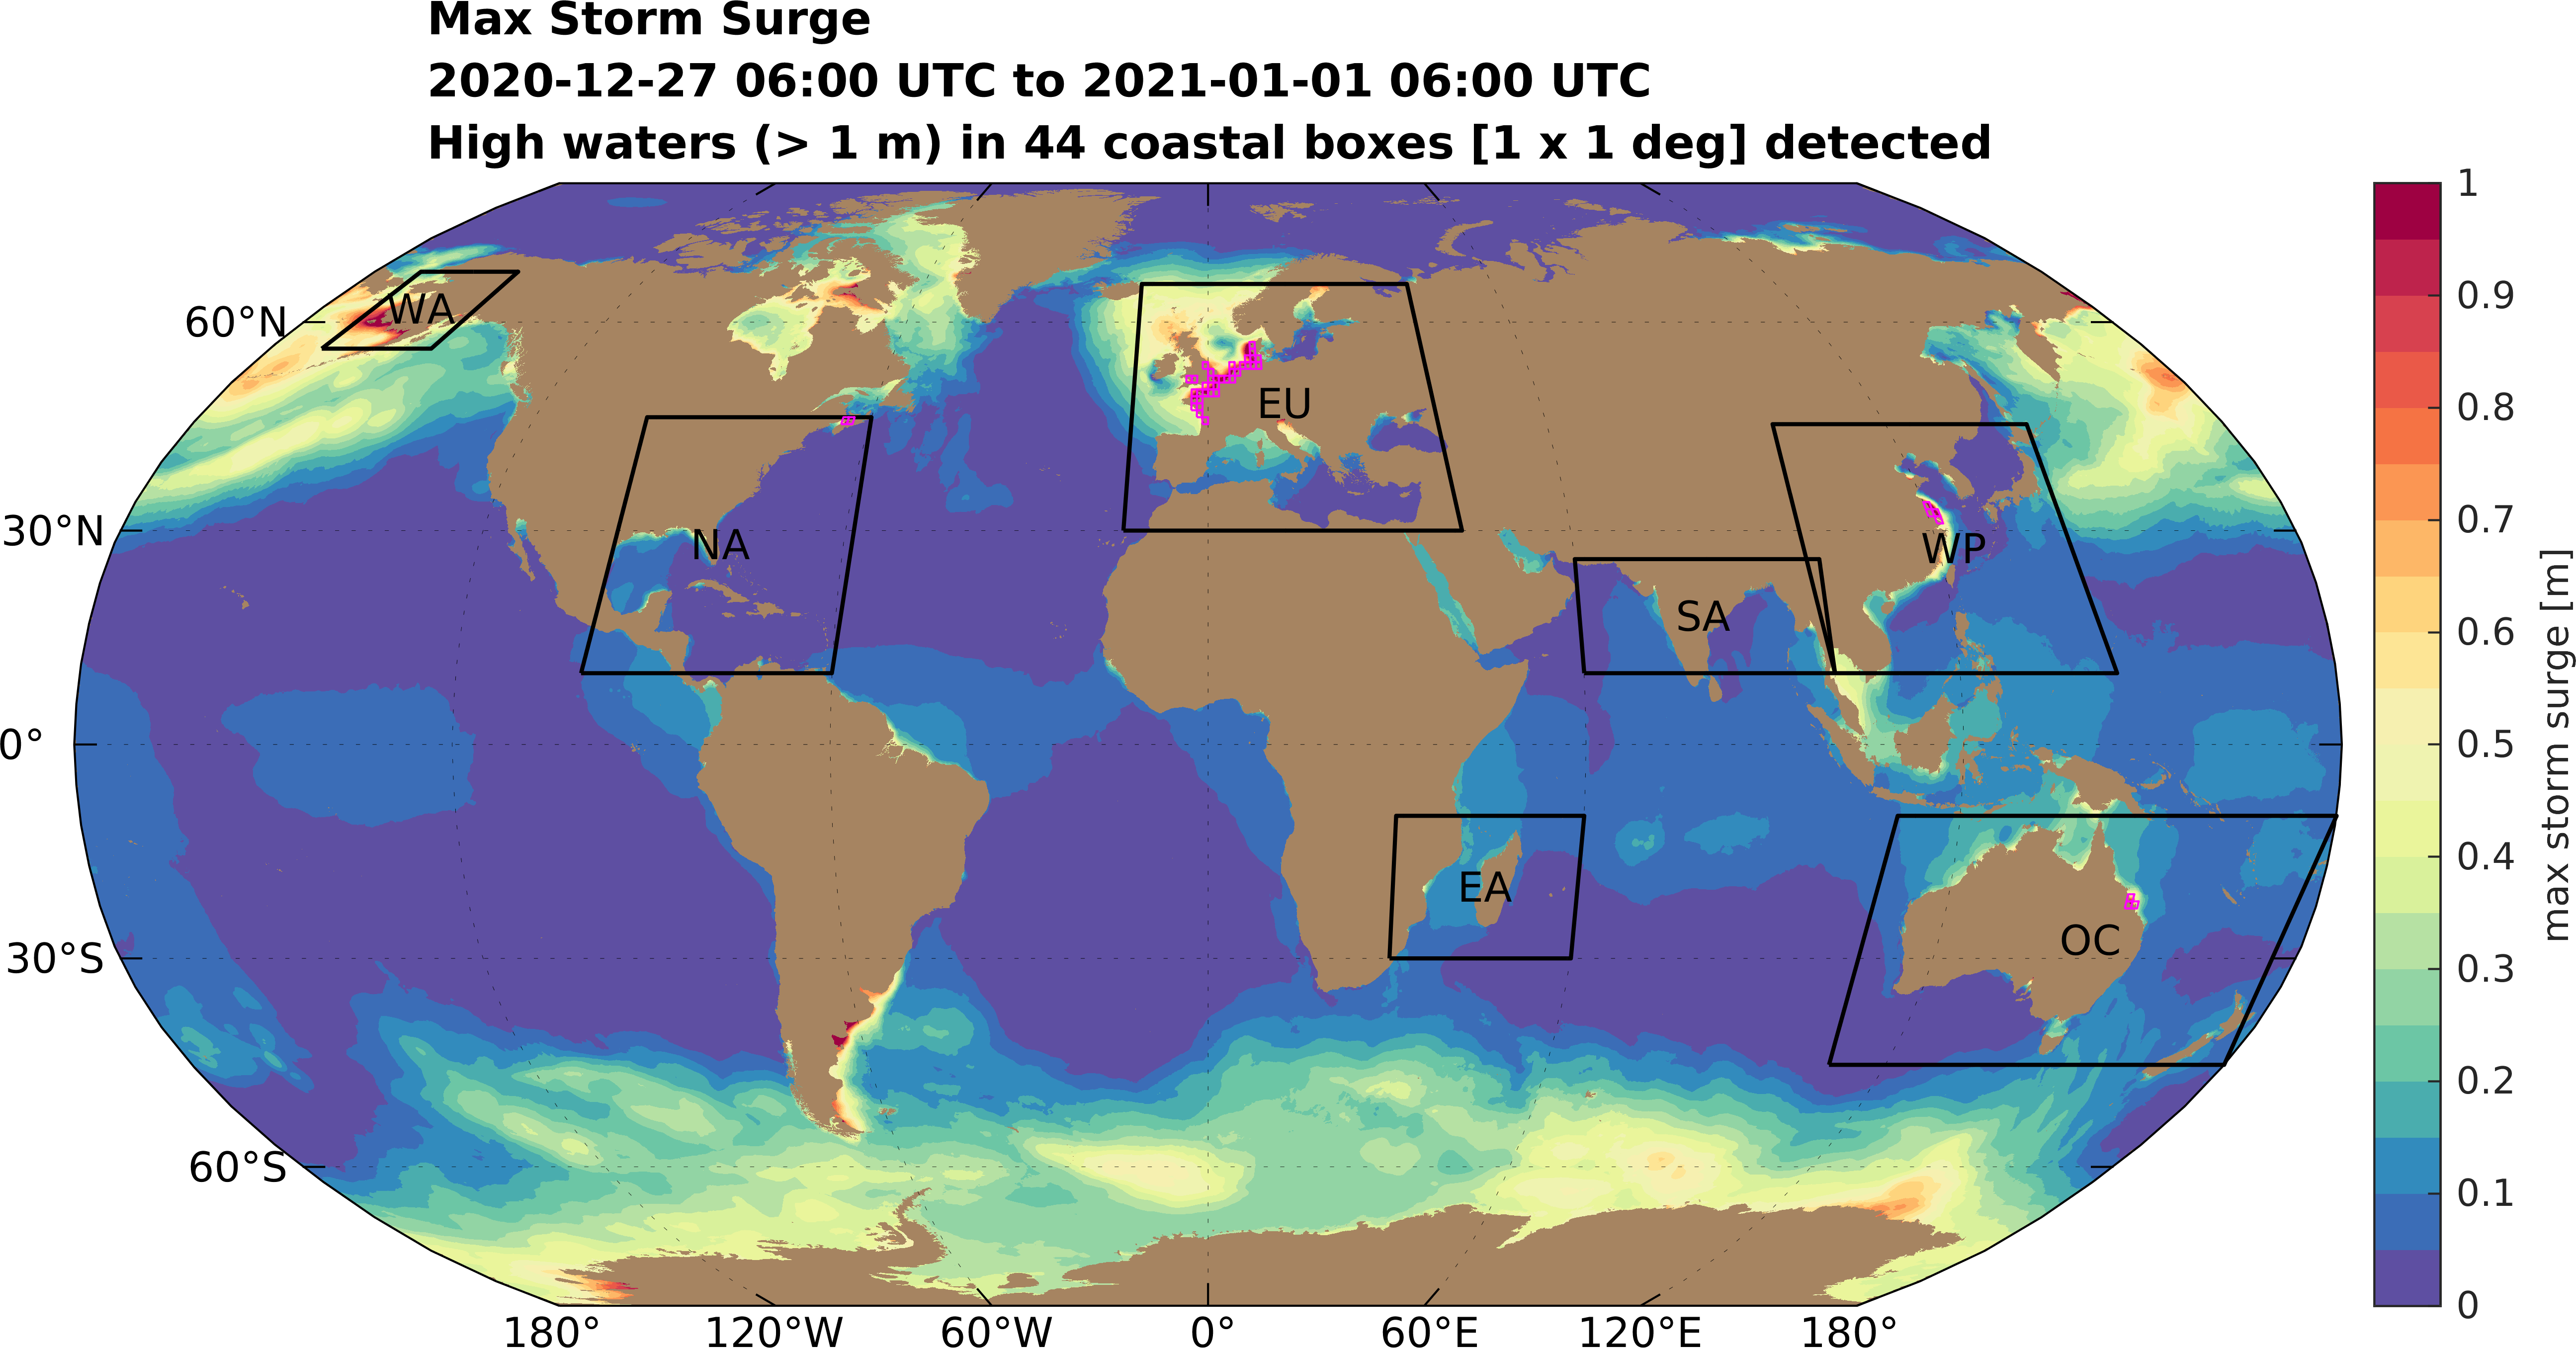 Max Storm Surge
2020-12-27 06:00 UTC to 2021-01-01 06:00 UTC
High waters (> 1 m) in 44 coastal boxes [1 x 1 deg] detected
60°N
30°N
0°
30°S
60°S
WA
NA
EU
SA
WP
EA
OC
180°
120°W
60°W
0°
60°E
120°E
180°
1
0.9
0.8
0.7
0.6
0.5
0.4
0.3
0.2
0.1
0
max storm surge [m]